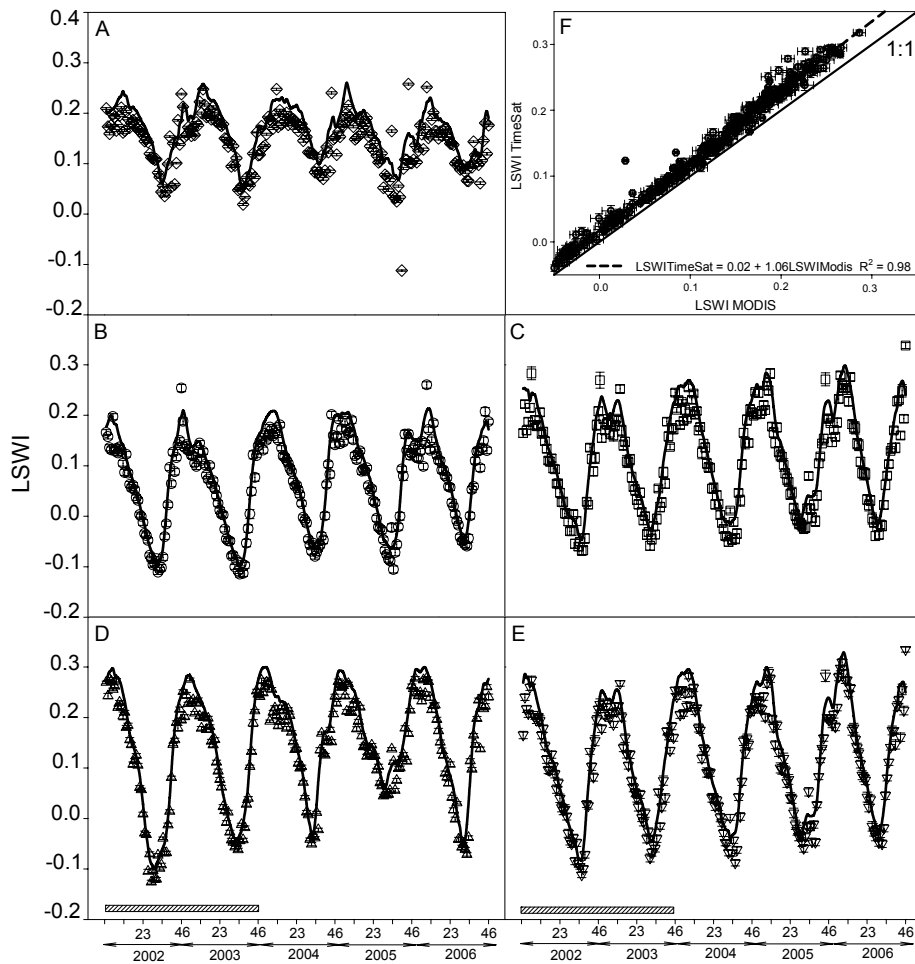 A
0.4
0.3
0.2
0.1
0.0
-0.1
-0.2
F
1:1
0.3
0.2
0.1
0.0
LSWI TimeSat
LSWITimeSat = 0.02 + 1.06LSWIModis R² = 0.98
0.0 0.1 0.2 0.3
LSWI MODIS
B
0.3
0.2
0.1
0.0
-0.1
-0.2
LSWI
C
D
0.3
0.2
0.1
0.0
-0.1
-0.2
E
23 46 23 46 23 46 23 46 23 46
2002 2003 2004 2005 2006
23 46 23 46 23 46 23 46 23 46
2002 2003 2004 2005 2006